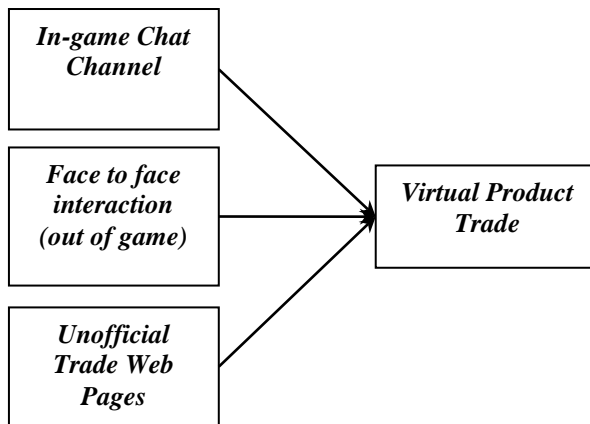 In-game Chat
Channel
Face to face
interaction
(out of game)
Virtual Product
Trade
Unofficial
Trade Web
Pages